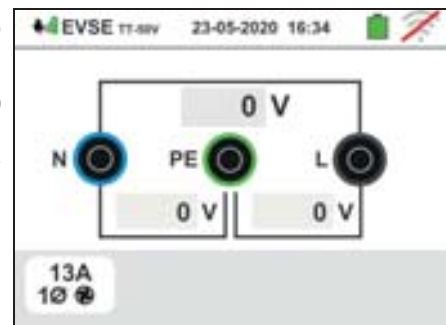 EVSE TT-50V 23-05-2020 16:34
0 V
N PE L
0 V 0 V
13A
1Ø